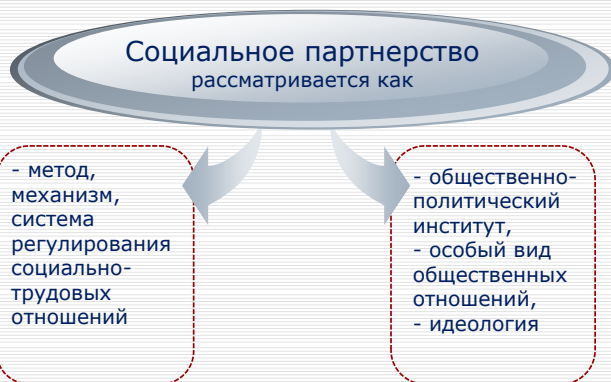 Социальное партнерство
рассматривается как
- метод,
механизм,
система
регулирования
социально-
трудовых
отношений
- общественно-
политический
институт,
- особый вид
общественных
отношений,
- идеология